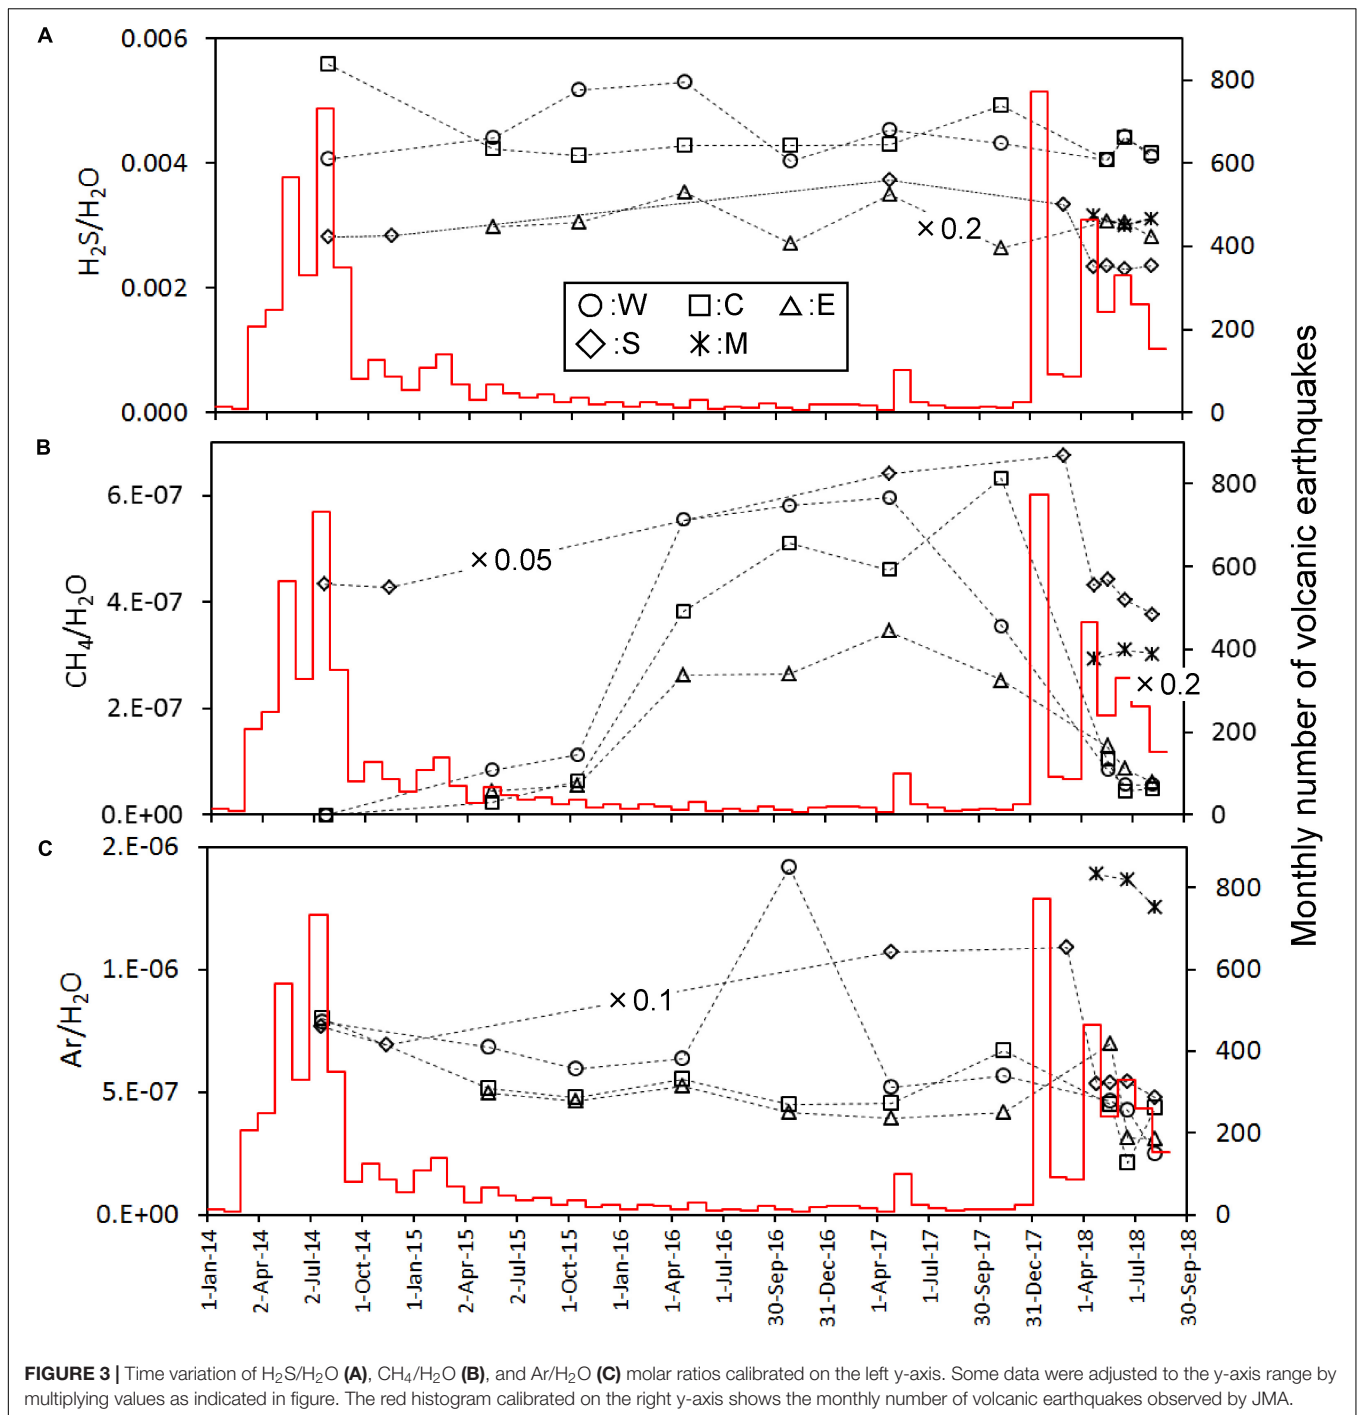 A
0.006
0.004
0.002
0.000
H₂S/H₂O
800
600
400
200
0
× 0.2
○:W □:C △:E
◇:S ✳:M
B
6.E-07
4.E-07
2.E-07
0.E+00
CH₄/H₂O
800
600
400
200
0
× 0.05
× 0.2
Monthly number of volcanic earthquakes
C
2.E-06
1.E-06
5.E-07
0.E+00
Ar/H₂O
800
600
400
200
0
× 0.1
1-Jan-14
2-Apr-14
2-Jul-14
1-Oct-14
1-Jan-15
2-Apr-15
2-Jul-15
1-Oct-15
1-Jan-16
1-Apr-16
1-Jul-16
30-Sep-16
31-Dec-16
1-Apr-17
1-Jul-17
30-Sep-17
31-Dec-17
1-Apr-18
1-Jul-18
30-Sep-18
FIGURE 3 | Time variation of H₂S/H₂O (A), CH₄/H₂O (B), and Ar/H₂O (C) molar ratios calibrated on the left y-axis. Some data were adjusted to the y-axis range by
multiplying values as indicated in figure. The red histogram calibrated on the right y-axis shows the monthly number of volcanic earthquakes observed by JMA.